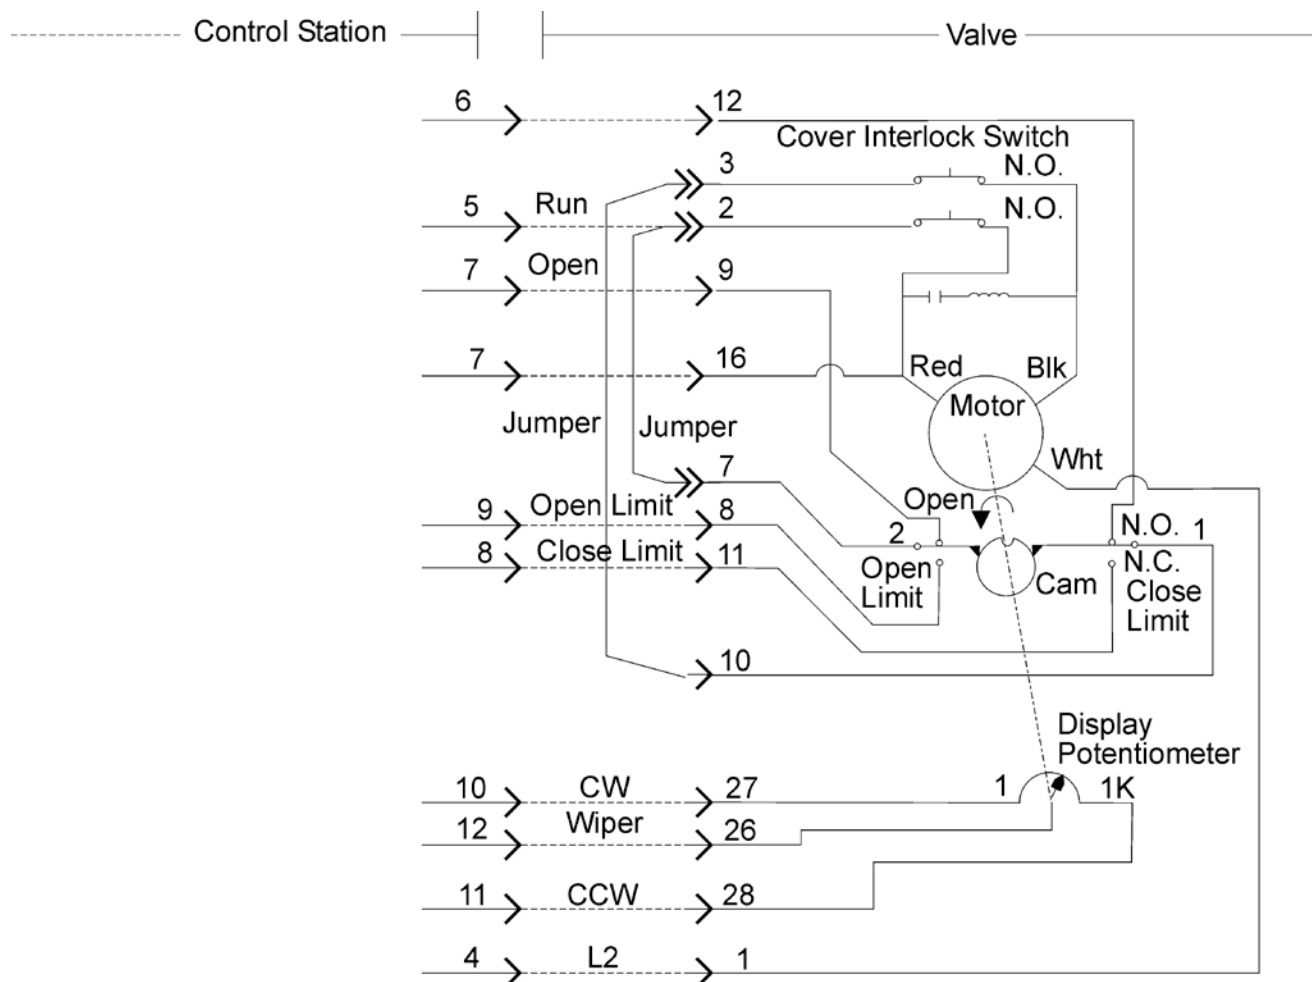 Control Station
Valve
6
12
Cover Interlock Switch
3
N.O.
5
Run
2
N.O.
7
Open
9
7
16
Red
Blk
Motor
Jumper
Jumper
7
Wht
Open
9
Open Limit
8
2
N.O.
1
8
Close Limit
11
Open
Limit
Cam
N.C.
Close
Limit
10
Display
Potentiometer
10
CW
27
1
1K
12
Wiper
26
11
CCW
28
4
L2
1